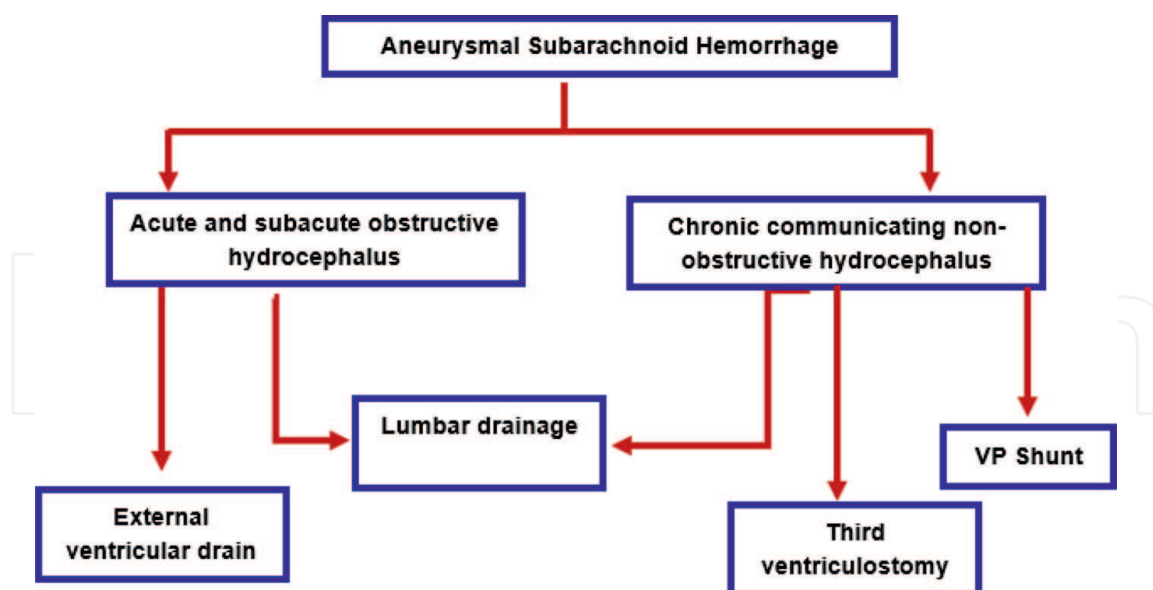 Aneurysmal Subarachnoid Hemorrhage
Acute and subacute obstructive
hydrocephalus
Chronic communicating non-
obstructive hydrocephalus
Lumbar drainage
VP Shunt
External
ventricular drain
Third
ventriculostomy